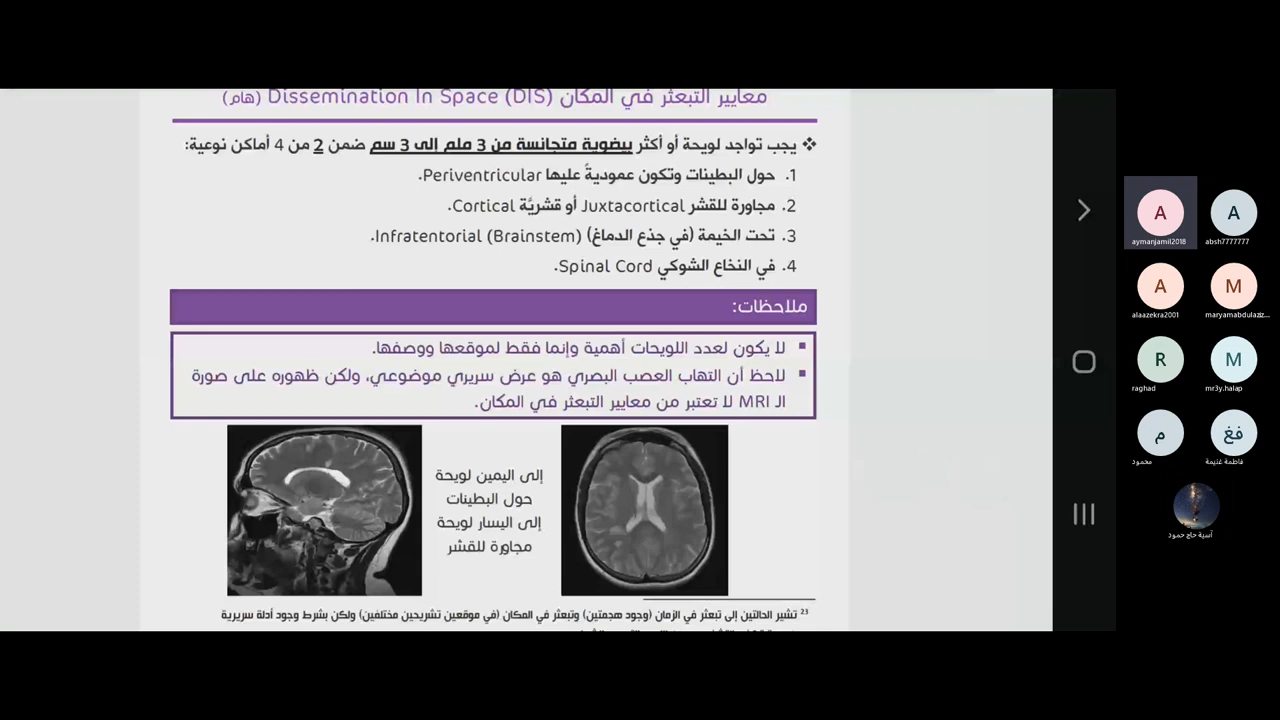 معايير التبعثر في المكان Dissemination In Space (DIS) (هام)
❖ يجب تواجد لويحة أو أكثر بيضوية متجانسة من 3 ملم إلى 3 سم ضمن 2 من 4 أماكن نوعية:
1. حول البطينات وتكون عموديةً عليها Periventricular.
2. مجاورة للقشر Juxtacortical أو قشريَّة Cortical.
3. تحت الخيمة (في جذع الدماغ) Infratentorial (Brainstem).
4. في النخاع الشوكي Spinal Cord.
ملاحظات:
▪ لا يكون لعدد اللويحات أهمية وإنما فقط لموقعها ووصفها.
▪ لاحظ أن التهاب العصب البصري هو عرض سريري موضوعي، ولكن ظهوره على صورة
الـ MRI لا تعتبر من معايير التبعثر في المكان.
إلى اليمين لويحة
حول البطينات
إلى اليسار لويحة
مجاورة للقشر
23 تشير الحالتين إلى تبعثر في الزمان (وجود هجمتين) وتبعثر في المكان (في موقعين تشريحين مختلفين) ولكن بشرط وجود أدلة سريرية
A
aymanjamil2018
A
absh7777777
A
alaazekra2001
M
maryamabdulaziz...
R
raghad
M
mr3y.halap
م
محمود
فغ
فاطمة غنيمة
آسية حاج حمود